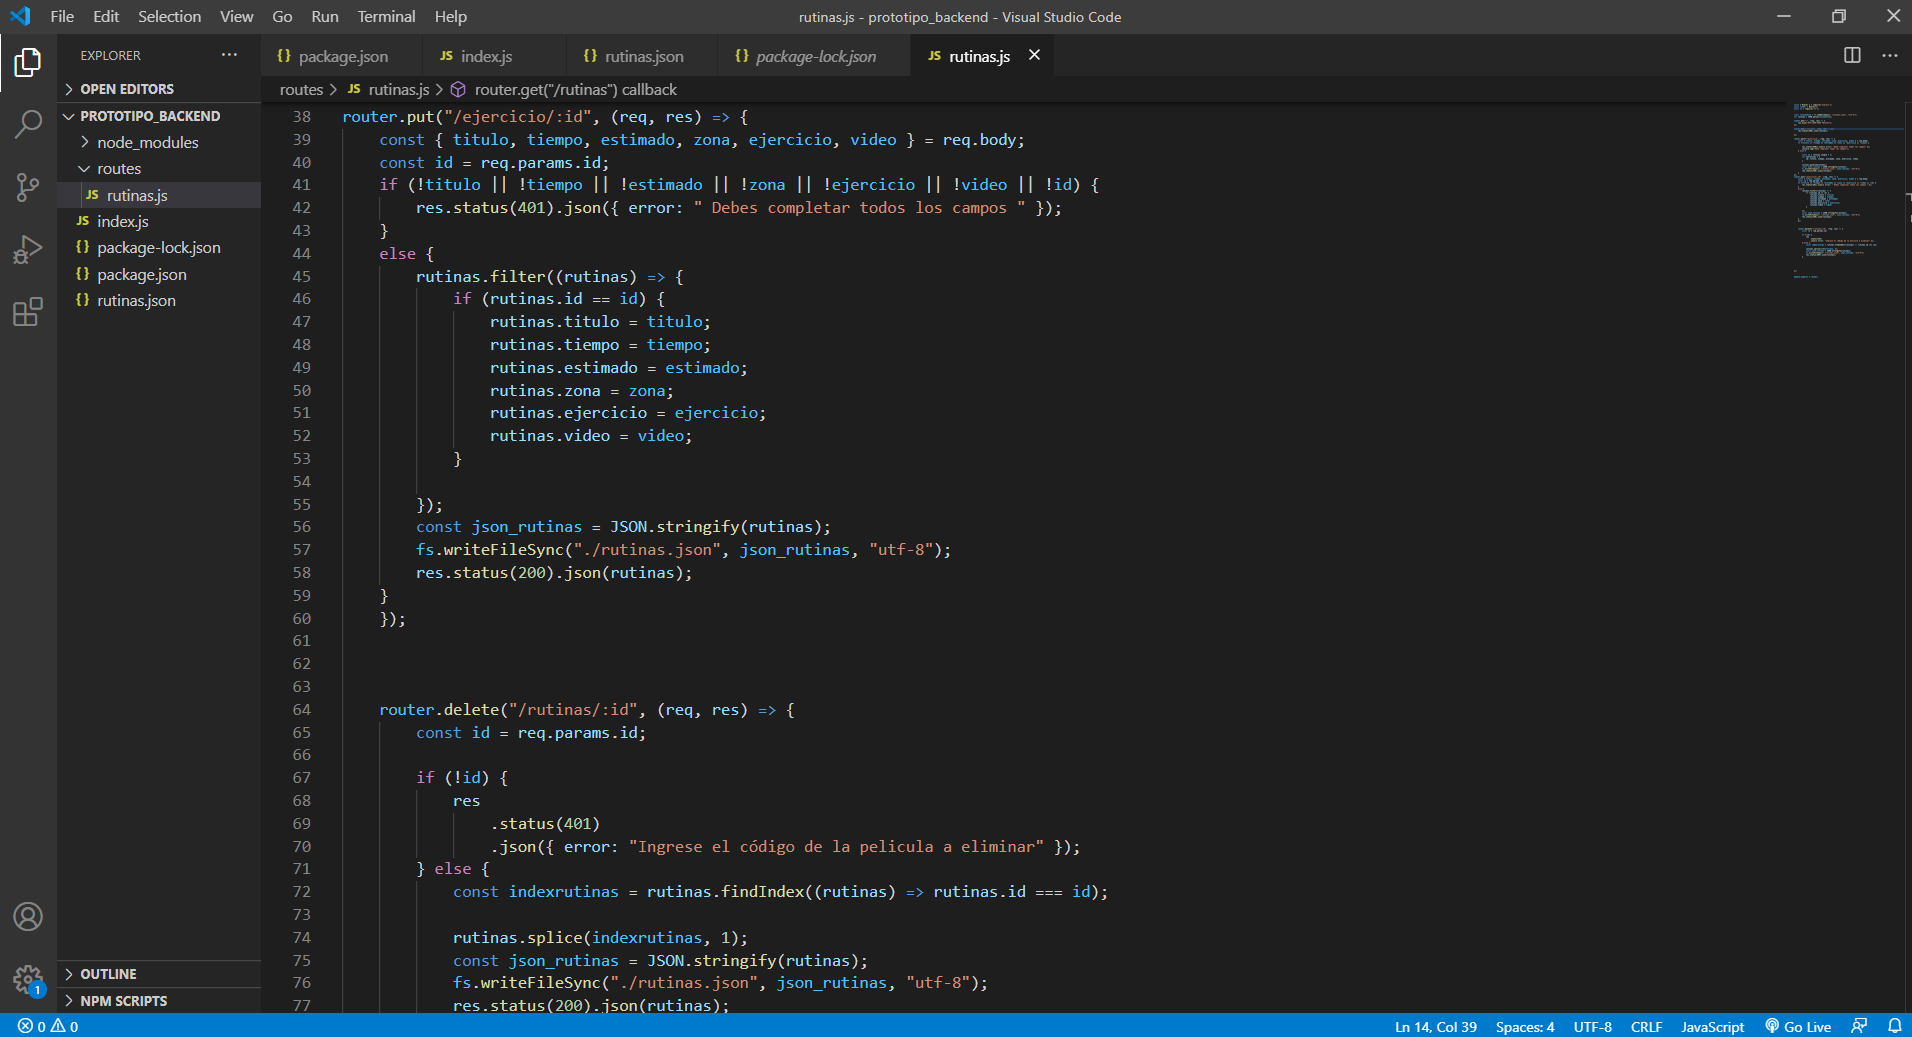 File Edit Selection View Go Run Terminal Help
rutinas.js - prototipo_backend - Visual Studio Code
EXPLORER
OPEN EDITORS
PROTOTIPO_BACKEND
node_modules
routes
JS rutinas.js
JS index.js
{} package-lock.json
{} package.json
{} rutinas.json
OUTLINE
NPM SCRIPTS
1
{} package.json JS index.js {} rutinas.json {} package-lock.json JS rutinas.js
routes > JS rutinas.js > router.get("/rutinas") callback
38 router.put("/ejercicio/:id", (req, res) => {
39 const { titulo, tiempo, estimado, zona, ejercicio, video } = req.body;
40 const id = req.params.id;
41 if (!titulo || !tiempo || !estimado || !zona || !ejercicio || !video || !id) {
42 res.status(401).json({ error: " Debes completar todos los campos " });
43 }
44 else {
45 rutinas.filter((rutinas) => {
46 if (rutinas.id == id) {
47 rutinas.titulo = titulo;
48 rutinas.tiempo = tiempo;
49 rutinas.estimado = estimado;
50 rutinas.zona = zona;
51 rutinas.ejercicio = ejercicio;
52 rutinas.video = video;
53 }
54
55 });
56 const json_rutinas = JSON.stringify(rutinas);
57 fs.writeFileSync("./rutinas.json", json_rutinas, "utf-8");
58 res.status(200).json(rutinas);
59 }
60 });
61
62
63
64 router.delete("/rutinas/:id", (req, res) => {
65 const id = req.params.id;
66
67 if (!id) {
68 res
69 .status(401)
70 .json({ error: "Ingrese el código de la pelicula a eliminar" });
71 } else {
72 const indexrutinas = rutinas.findIndex((rutinas) => rutinas.id === id);
73
74 rutinas.splice(indexrutinas, 1);
75 const json_rutinas = JSON.stringify(rutinas);
76 fs.writeFileSync("./rutinas.json", json_rutinas, "utf-8");
77 res.status(200).json(rutinas);
0 0 Ln 14, Col 39 Spaces: 4 UTF-8 CRLF JavaScript Go Live